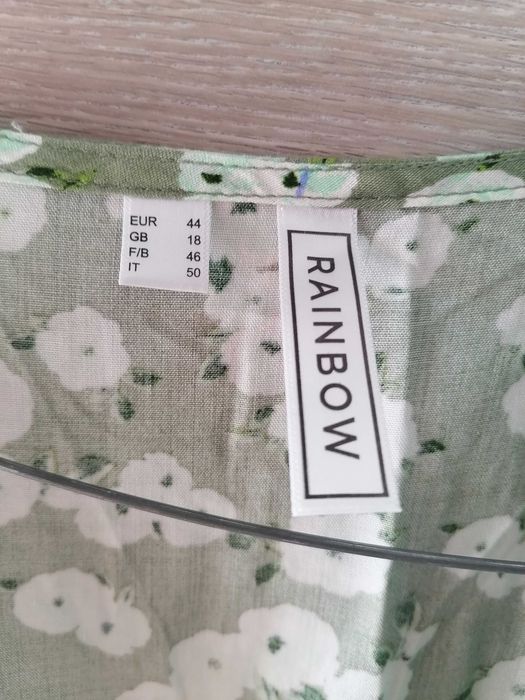 EUR 44
GB 18
F/B 46
IT 50
RAINBOW